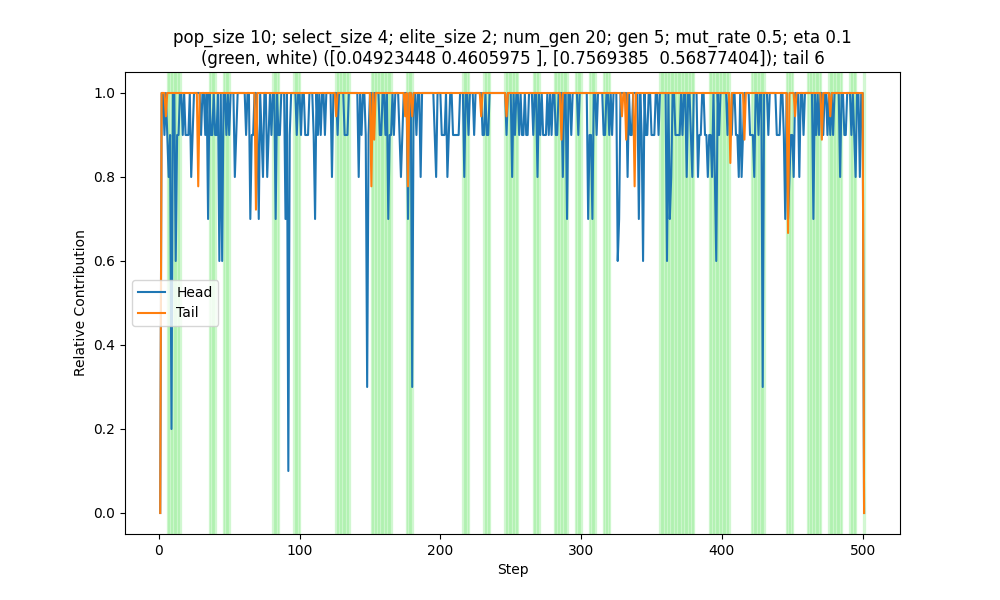 pop_size 10; select_size 4; elite_size 2; num_gen 20; gen 5; mut_rate 0.5; eta 0.1
(green, white) ([0.04923448 0.4605975 ], [0.7569385  0.56877404]); tail 6
1.0
0.8
0.6
0.4
0.2
0.0
Relative Contribution
Head
Tail
0 100 200 300 400 500
Step